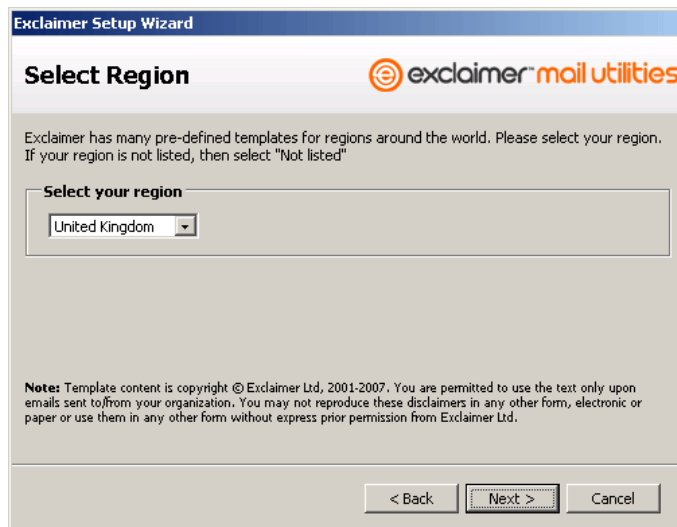 Exclaimer Setup Wizard
Select Region
exclaimer™ mail utilities
Exclaimer has many pre-defined templates for regions around the world. Please select your region.
If your region is not listed, then select "Not listed"
Select your region
United Kingdom
Note: Template content is copyright © Exclaimer Ltd, 2001-2007. You are permitted to use the text only upon
emails sent to/from your organization. You may not reproduce these disclaimers in any other form, electronic or
paper or use them in any other form without express prior permission from Exclaimer Ltd.
< Back
Next >
Cancel